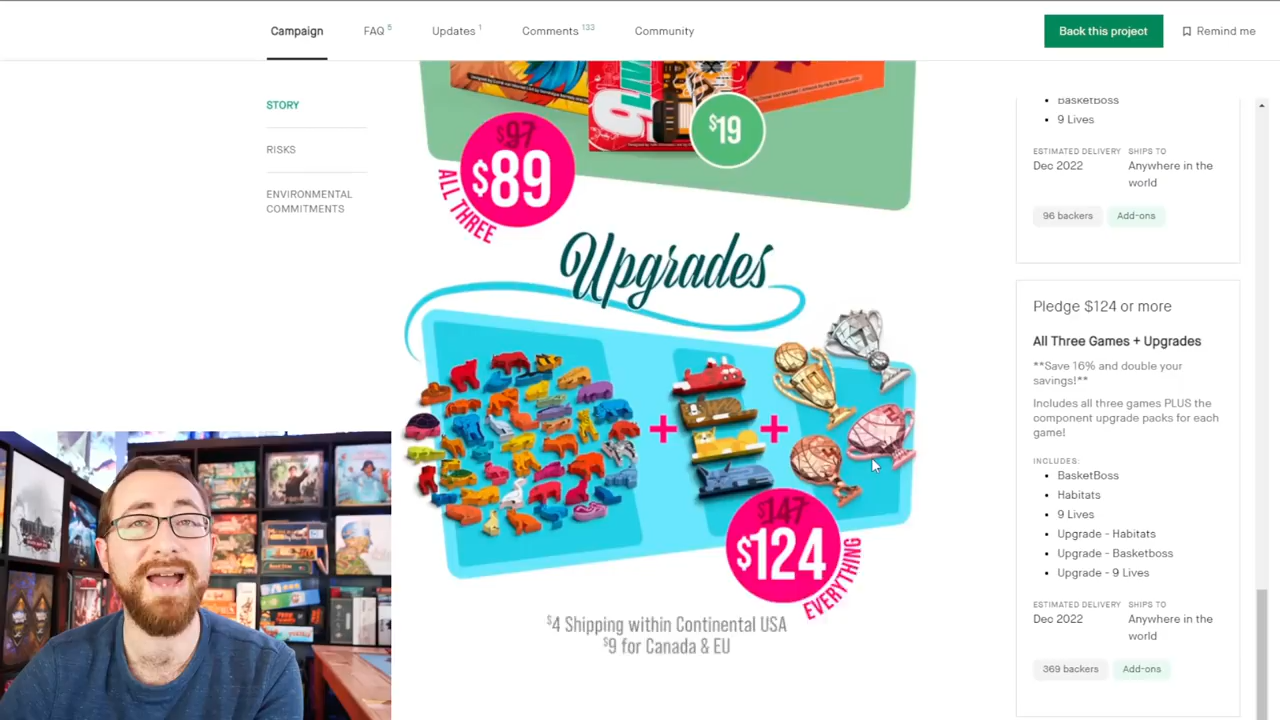 Campaign
FAQ 5
Updates 1
Comments 133
Community
Back this project
Remind me
STORY
RISKS
ENVIRONMENTAL
COMMITMENTS
$97
$89
ALL THREE
$19
Upgrades
+
+
$147
$124
EVERYTHING
$4 Shipping within Continental USA
$9 for Canada & EU
BasketBoss
9 Lives
ESTIMATED DELIVERY
Dec 2022
SHIPS TO
Anywhere in the
world
96 backers
Add-ons
Pledge $124 or more
All Three Games + Upgrades
**Save 16% and double your
savings!**
Includes all three games PLUS the
component upgrade packs for each
game!
INCLUDES:
BasketBoss
Habitats
9 Lives
Upgrade - Habitats
Upgrade - Basketboss
Upgrade - 9 Lives
ESTIMATED DELIVERY
Dec 2022
SHIPS TO
Anywhere in the
world
369 backers
Add-ons